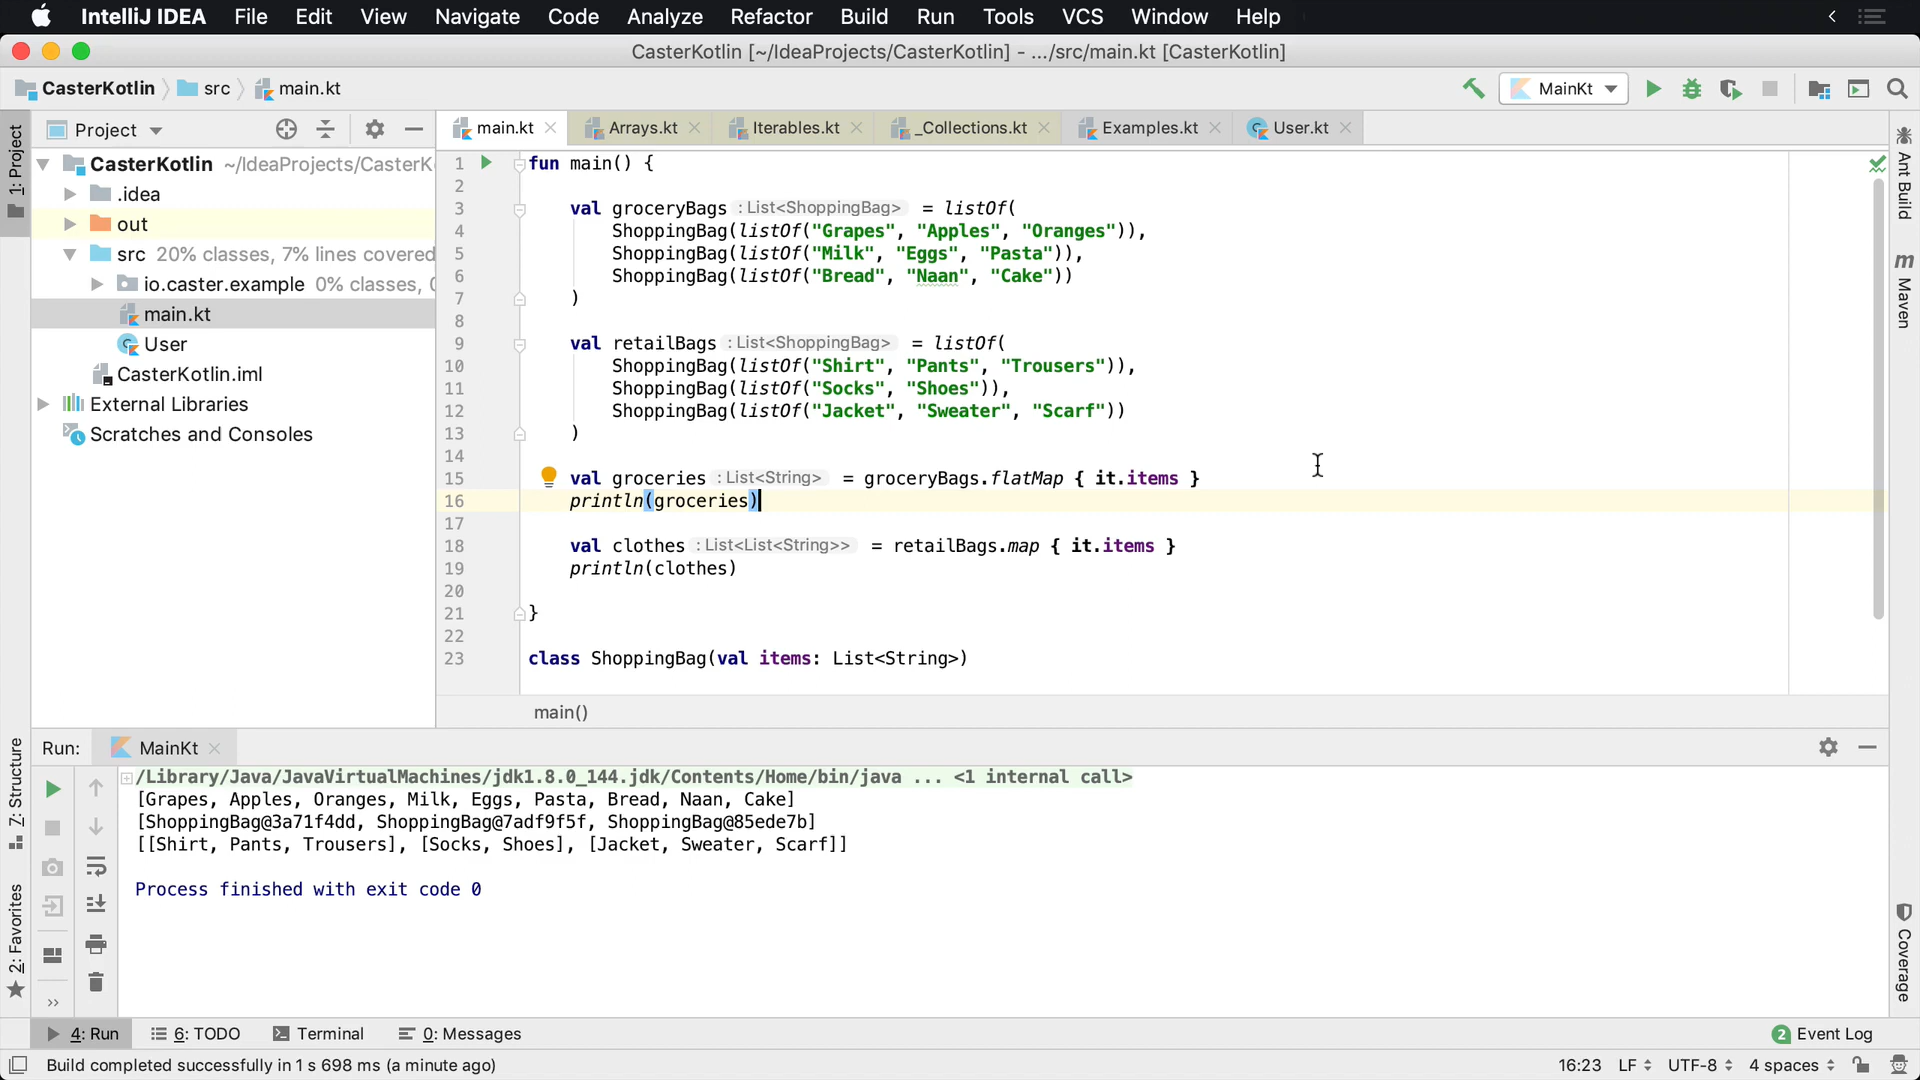 IntelliJ IDEA File Edit View Navigate Code Analyze Refactor Build Run Tools VCS Window Help
CasterKotlin [~/IdeaProjects/CasterKotlin] - .../src/main.kt [CasterKotlin]
CasterKotlin src main.kt MainKt
1: Project
Project
main.kt Arrays.kt Iterables.kt _Collections.kt Examples.kt User.kt
CasterKotlin ~/IdeaProjects/CasterK
.idea
out
src 20% classes, 7% lines covered
io.caster.example 0% classes, 0
main.kt
User
CasterKotlin.iml
External Libraries
Scratches and Consoles
1 fun main() {
2
3 val groceryBags : List<ShoppingBag> = listOf(
4 ShoppingBag(listOf("Grapes", "Apples", "Oranges")),
5 ShoppingBag(listOf("Milk", "Eggs", "Pasta")),
6 ShoppingBag(listOf("Bread", "Naan", "Cake"))
7 )
8
9 val retailBags : List<ShoppingBag> = listOf(
10 ShoppingBag(listOf("Shirt", "Pants", "Trousers")),
11 ShoppingBag(listOf("Socks", "Shoes")),
12 ShoppingBag(listOf("Jacket", "Sweater", "Scarf"))
13 )
14
15 val groceries : List<String> = groceryBags.flatMap { it.items }
16 println(groceries)
17
18 val clothes : List<List<String>> = retailBags.map { it.items }
19 println(clothes)
20
21 }
22
23 class ShoppingBag(val items: List<String>)
main()
Ant Build
m Maven
Coverage
Z: Structure
2: Favorites
Run: MainKt
/Library/Java/JavaVirtualMachines/jdk1.8.0_144.jdk/Contents/Home/bin/java ... <1 internal call>
[Grapes, Apples, Oranges, Milk, Eggs, Pasta, Bread, Naan, Cake]
[ShoppingBag@3a71f4dd, ShoppingBag@7adf9f5f, ShoppingBag@85ede7b]
[[Shirt, Pants, Trousers], [Socks, Shoes], [Jacket, Sweater, Scarf]]
Process finished with exit code 0
4: Run 6: TODO Terminal 0: Messages 2 Event Log
Build completed successfully in 1 s 698 ms (a minute ago) 16:23 LF UTF-8 4 spaces